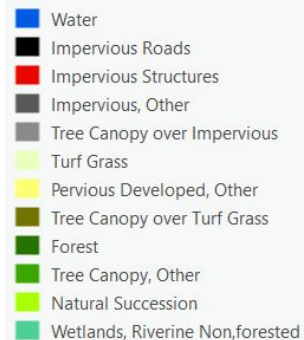 Water
Impervious Roads
Impervious Structures
Impervious, Other
Tree Canopy over Impervious
Turf Grass
Pervious Developed, Other
Tree Canopy over Turf Grass
Forest
Tree Canopy, Other
Natural Succession
Wetlands, Riverine Non,forested